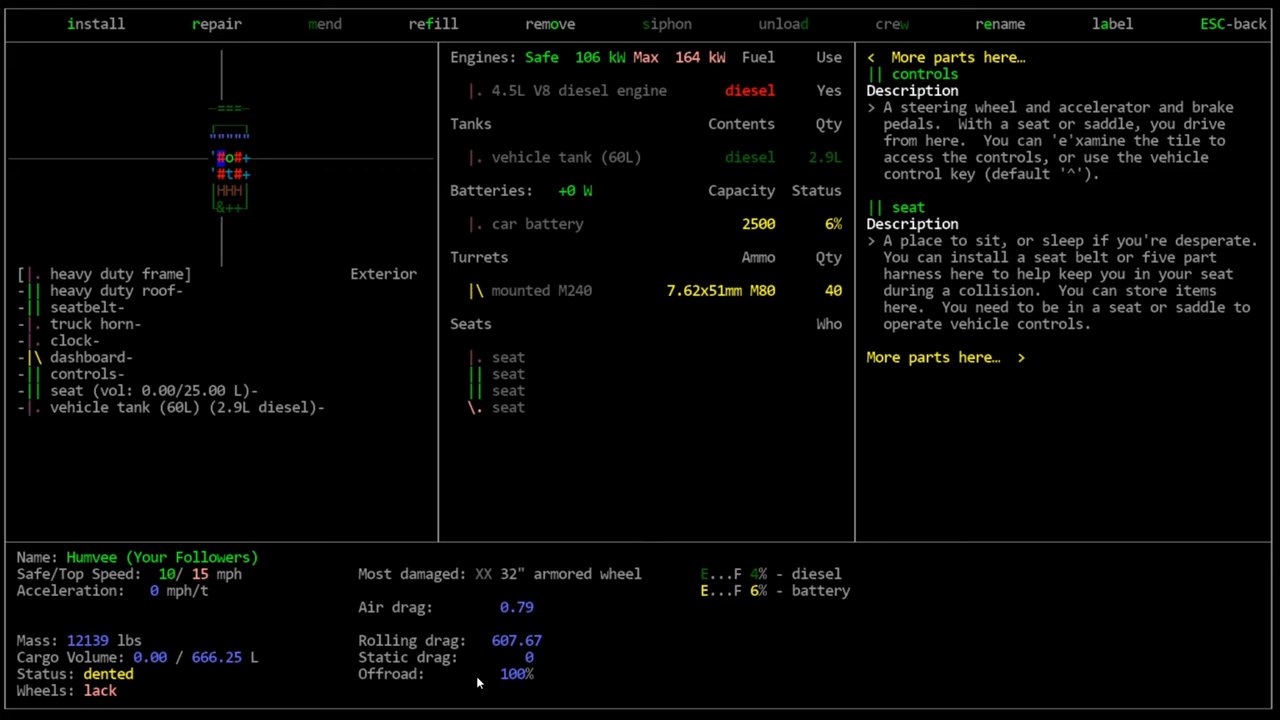 install repair mend refill remove siphon unload crew rename label ESC-back
[|. heavy duty frame] Exterior
-|| heavy duty roof-
-|| seatbelt-
-|. truck horn-
-|. clock-
-|\ dashboard-
-|| controls-
-|| seat (vol: 0.00/25.00 L)-
-|. vehicle tank (60L) (2.9L diesel)-
Engines: Safe 106 kW Max 164 kW Fuel Use
|. 4.5L V8 diesel engine diesel Yes
Tanks Contents Qty
|. vehicle tank (60L) diesel 2.9L
Batteries: +0 W Capacity Status
|. car battery 2500 6%
Turrets Ammo Qty
|\ mounted M240 7.62x51mm M80 40
Seats Who
|. seat
|| seat
|| seat
\. seat
< More parts here…
|| controls
Description
> A steering wheel and accelerator and brake
pedals. With a seat or saddle, you drive
from here. You can 'e'xamine the tile to
access the controls, or use the vehicle
control key (default '^').
|| seat
Description
> A place to sit, or sleep if you're desperate.
You can install a seat belt or five part
harness here to help keep you in your seat
during a collision. You can store items
here. You need to be in a seat or saddle to
operate vehicle controls.
More parts here… >
Name: Humvee (Your Followers)
Safe/Top Speed: 10/ 15 mph
Acceleration: 0 mph/t
Mass: 12139 lbs
Cargo Volume: 0.00 / 666.25 L
Status: dented
Wheels: lack
Most damaged: XX 32" armored wheel
Air drag: 0.79
Rolling drag: 607.67
Static drag: 0
Offroad: 100%
E...F 4% - diesel
E...F 6% - battery